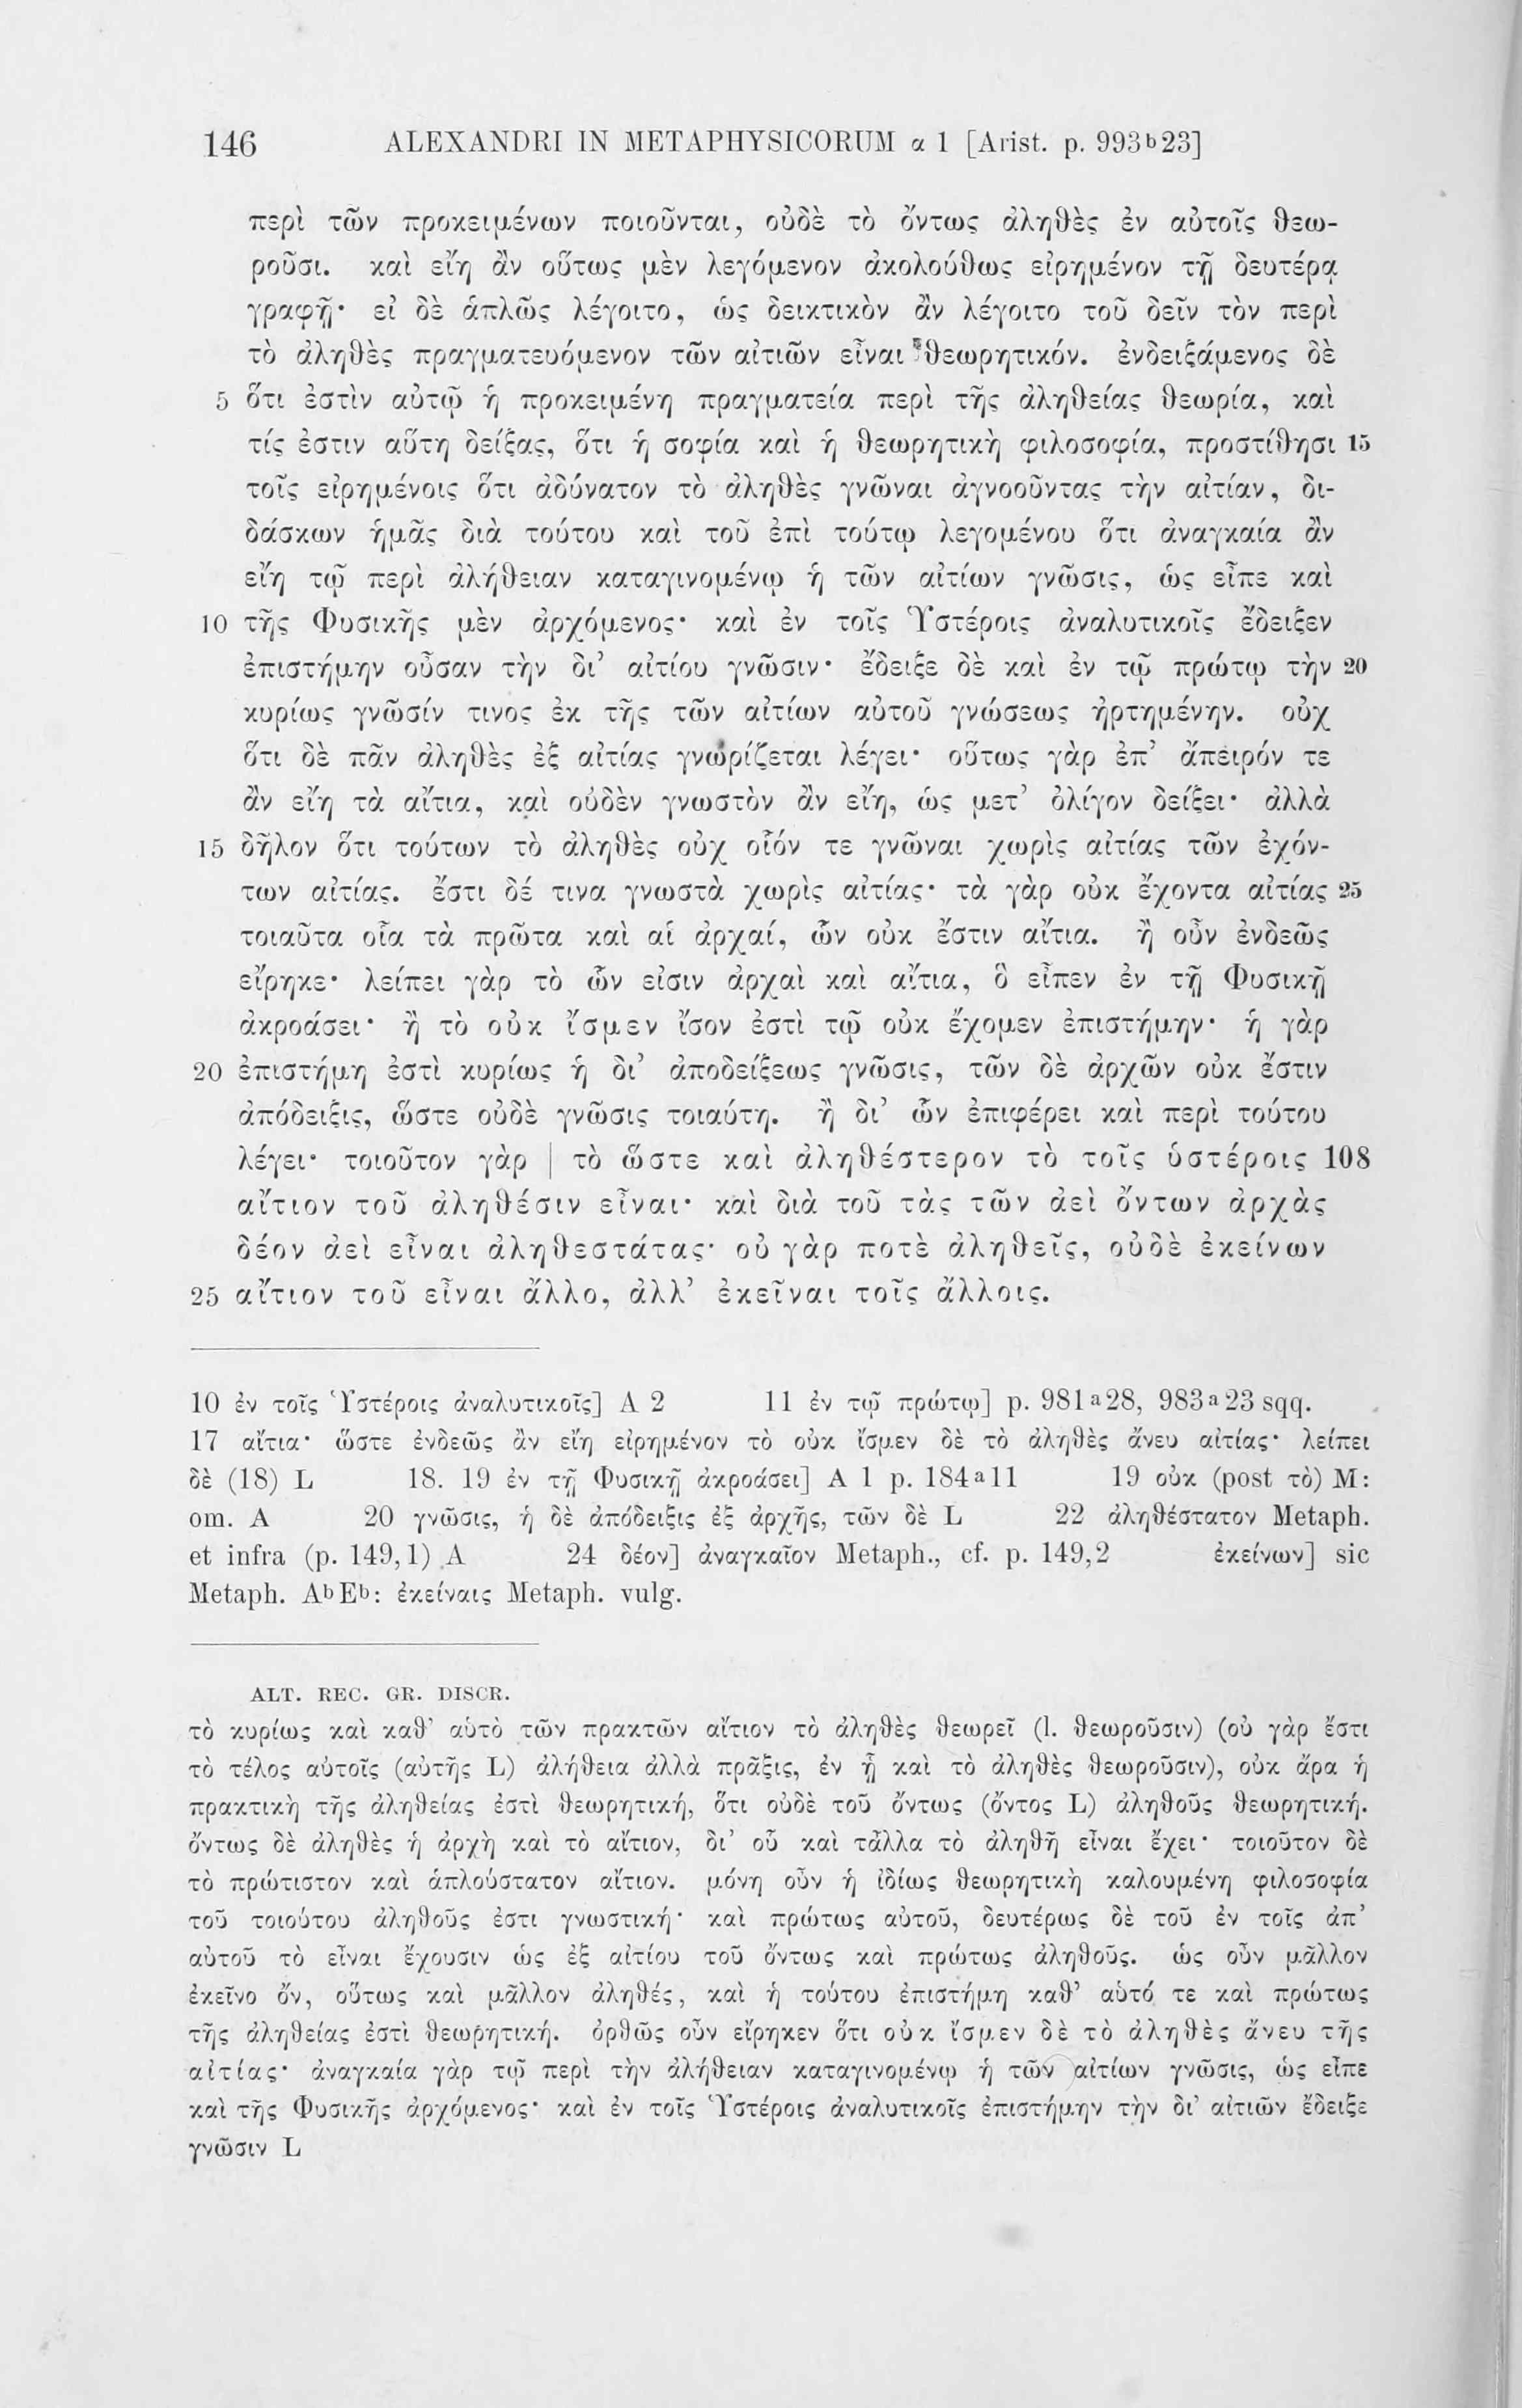 146 ALEXANDRI IN METAPHYSICORUM α 1 [Arist. p. 993b23]
περὶ τῶν προκειμένων ποιοῦνται, οὐδὲ τὸ ὄντως ἀληθὲς ἐν αὐτοῖς θεω-
ροῦσι. καὶ εἴη ἂν οὕτως μὲν λεγόμενον ἀκολούθως εἰρημένον τῇ δευτέρᾳ
γραφῇ· εἰ δὲ ἁπλῶς λέγοιτο, ὡς δεικτικὸν ἂν λέγοιτο τοῦ δεῖν τὸν περὶ
τὸ ἀληθὲς πραγματευόμενον τῶν αἰτιῶν εἶναι θεωρητικόν. ἐνδειξάμενος δὲ
5 ὅτι ἐστὶν αὐτῷ ἡ προκειμένη πραγματεία περὶ τῆς ἀληθείας θεωρία, καὶ
τίς ἐστιν αὕτη δείξας, ὅτι ἡ σοφία καὶ ἡ θεωρητικὴ φιλοσοφία, προστίθησι 15
τοῖς εἰρημένοις ὅτι ἀδύνατον τὸ ἀληθὲς γνῶναι ἀγνοοῦντας τὴν αἰτίαν, δι-
δάσκων ἡμᾶς διὰ τούτου καὶ τοῦ ἐπὶ τούτῳ λεγομένου ὅτι ἀναγκαία ἂν
εἴη τῷ περὶ ἀλήθειαν καταγινομένῳ ἡ τῶν αἰτίων γνῶσις, ὡς εἶπε καὶ
10 τῆς Φυσικῆς μὲν ἀρχόμενος· καὶ ἐν τοῖς Ὑστέροις ἀναλυτικοῖς ἔδειξεν
ἐπιστήμην οὖσαν τὴν δι’ αἰτίου γνῶσιν· ἔδειξε δὲ καὶ ἐν τῷ πρώτῳ τὴν 20
κυρίως γνῶσίν τινος ἐκ τῆς τῶν αἰτίων αὐτοῦ γνώσεως ἠρτημένην. οὐχ
ὅτι δὲ πᾶν ἀληθὲς ἐξ αἰτίας γνωρίζεται λέγει· οὕτως γὰρ ἐπ’ ἄπειρόν τε
ἂν εἴη τὰ αἴτια, καὶ οὐδὲν γνωστὸν ἂν εἴη, ὡς μετ’ ὀλίγον δείξει· ἀλλὰ
15 δῆλον ὅτι τούτων τὸ ἀληθὲς οὐχ οἷόν τε γνῶναι χωρὶς αἰτίας τῶν ἐχόν-
των αἰτίας. ἔστι δέ τινα γνωστὰ χωρὶς αἰτίας· τὰ γὰρ οὐκ ἔχοντα αἰτίας 25
τοιαῦτα οἷα τὰ πρῶτα καὶ αἱ ἀρχαί, ὧν οὐκ ἔστιν αἴτια. ἢ οὖν ἐνδεῶς
εἴρηκε· λείπει γὰρ τὸ ὧν εἰσιν ἀρχαὶ καὶ αἴτια, ὃ εἶπεν ἐν τῇ Φυσικῇ
ἀκροάσει· ἢ τὸ οὐκ ἴσμεν ἴσον ἐστὶ τῷ οὐκ ἔχομεν ἐπιστήμην· ἡ γὰρ
20 ἐπιστήμη ἐστὶ κυρίως ἡ δι’ ἀποδείξεως γνῶσις, τῶν δὲ ἀρχῶν οὐκ ἔστιν
ἀπόδειξις, ὥστε οὐδὲ γνῶσις τοιαύτη. ἢ δι’ ὧν ἐπιφέρει καὶ περὶ τούτου
λέγει· τοιοῦτον γὰρ | τὸ ὥστε καὶ ἀληθέστερον τὸ τοῖς ὑστέροις 108
αἴτιον τοῦ ἀληθέσιν εἶναι· καὶ διὰ τοῦ τὰς τῶν ἀεὶ ὄντων ἀρχὰς
δέον ἀεὶ εἶναι ἀληθεστάτας· οὐ γὰρ ποτὲ ἀληθεῖς, οὐδὲ ἐκείνων
25 αἴτιον τοῦ εἶναι ἄλλο, ἀλλ’ ἐκεῖναι τοῖς ἄλλοις.
10 ἐν τοῖς Ὑστέροις ἀναλυτικοῖς] A 2 11 ἐν τῷ πρώτῳ] p. 981a28, 983a23 sqq.
17 αἴτια· ὥστε ἐνδεῶς ἂν εἴη εἰρημένον τὸ οὐκ ἴσμεν δὲ τὸ ἀληθὲς ἄνευ αἰτίας· λείπει
δὲ (18) L 18. 19 ἐν τῇ Φυσικῇ ἀκροάσει] A 1 p. 184a11 19 οὐκ (post τὸ) M:
om. A 20 γνῶσις, ἡ δὲ ἀπόδειξις ἐξ ἀρχῆς, τῶν δὲ L 22 ἀληθέστατον Metaph.
et infra (p. 149,1) A 24 δέον] ἀναγκαῖον Metaph., cf. p. 149,2 ἐκείνων] sic
Metaph. AbEb: ἐκείναις Metaph. vulg.
ALT. REC. GR. DISCR.
τὸ κυρίως καὶ καθ’ αὑτὸ τῶν πρακτῶν αἴτιον τὸ ἀληθὲς θεωρεῖ (l. θεωροῦσιν) (οὐ γὰρ ἔστι
τὸ τέλος αὐτοῖς (αὐτῆς L) ἀλήθεια ἀλλὰ πρᾶξις, ἐν ᾗ καὶ τὸ ἀληθὲς θεωροῦσιν), οὐκ ἄρα ἡ
πρακτικὴ τῆς ἀληθείας ἐστὶ θεωρητική, ὅτι οὐδὲ τοῦ ὄντως (ὄντος L) ἀληθοῦς θεωρητική.
ὄντως δὲ ἀληθὲς ἡ ἀρχὴ καὶ τὸ αἴτιον, δι’ οὗ καὶ τἆλλα τὸ ἀληθῆ εἶναι ἔχει· τοιοῦτον δὲ
τὸ πρώτιστον καὶ ἁπλούστατον αἴτιον. μόνη οὖν ἡ ἰδίως θεωρητικὴ καλουμένη φιλοσοφία
τοῦ τοιούτου ἀληθοῦς ἐστι γνωστική· καὶ πρώτως αὐτοῦ, δευτέρως δὲ τοῦ ἐν τοῖς ἀπ’
αὐτοῦ τὸ εἶναι ἔχουσιν ὡς ἐξ αἰτίου τοῦ ὄντως καὶ πρώτως ἀληθοῦς. ὡς οὖν μᾶλλον
ἐκεῖνο ὄν, οὕτως καὶ μᾶλλον ἀληθές, καὶ ἡ τούτου ἐπιστήμη καθ’ αὑτό τε καὶ πρώτως
τῆς ἀληθείας ἐστὶ θεωρητική. ὀρθῶς οὖν εἴρηκεν ὅτι οὐκ ἴσμεν δὲ τὸ ἀληθὲς ἄνευ τῆς
αἰτίας· ἀναγκαία γὰρ τῷ περὶ τὴν ἀλήθειαν καταγινομένῳ ἡ τῶν αἰτίων γνῶσις, ὡς εἶπε
καὶ τῆς Φυσικῆς ἀρχόμενος· καὶ ἐν τοῖς Ὑστέροις ἀναλυτικοῖς ἐπιστήμην τὴν δι’ αἰτιῶν ἔδειξε
γνῶσιν L